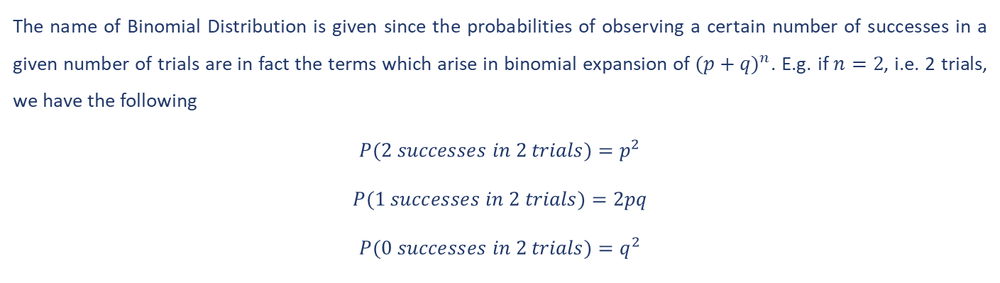 The name of Binomial Distribution is given since the probabilities of observing a certain number of successes in a
given number of trials are in fact the terms which arise in binomial expansion of (p + q)ⁿ. E.g. if n = 2, i.e. 2 trials,
we have the following
P(2 successes in 2 trials) = p²
P(1 successes in 2 trials) = 2pq
P(0 successes in 2 trials) = q²